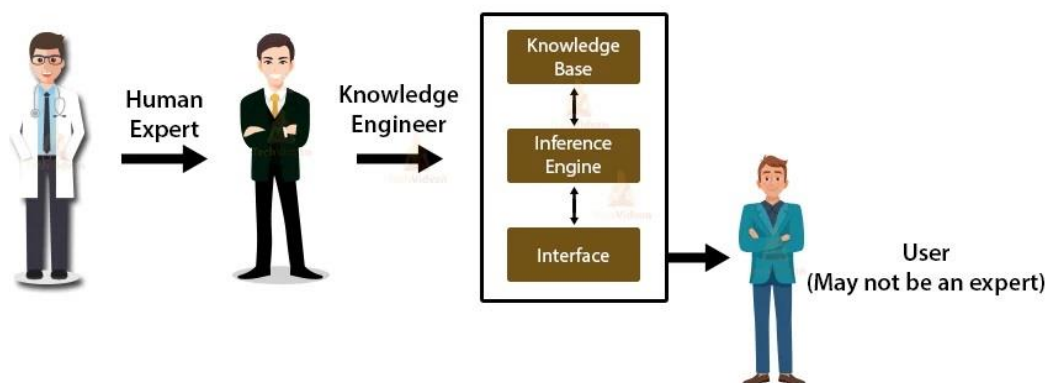 Human
Expert
Knowledge
Engineer
Knowledge
Base
Inference
Engine
Interface
User
(May not be an expert)